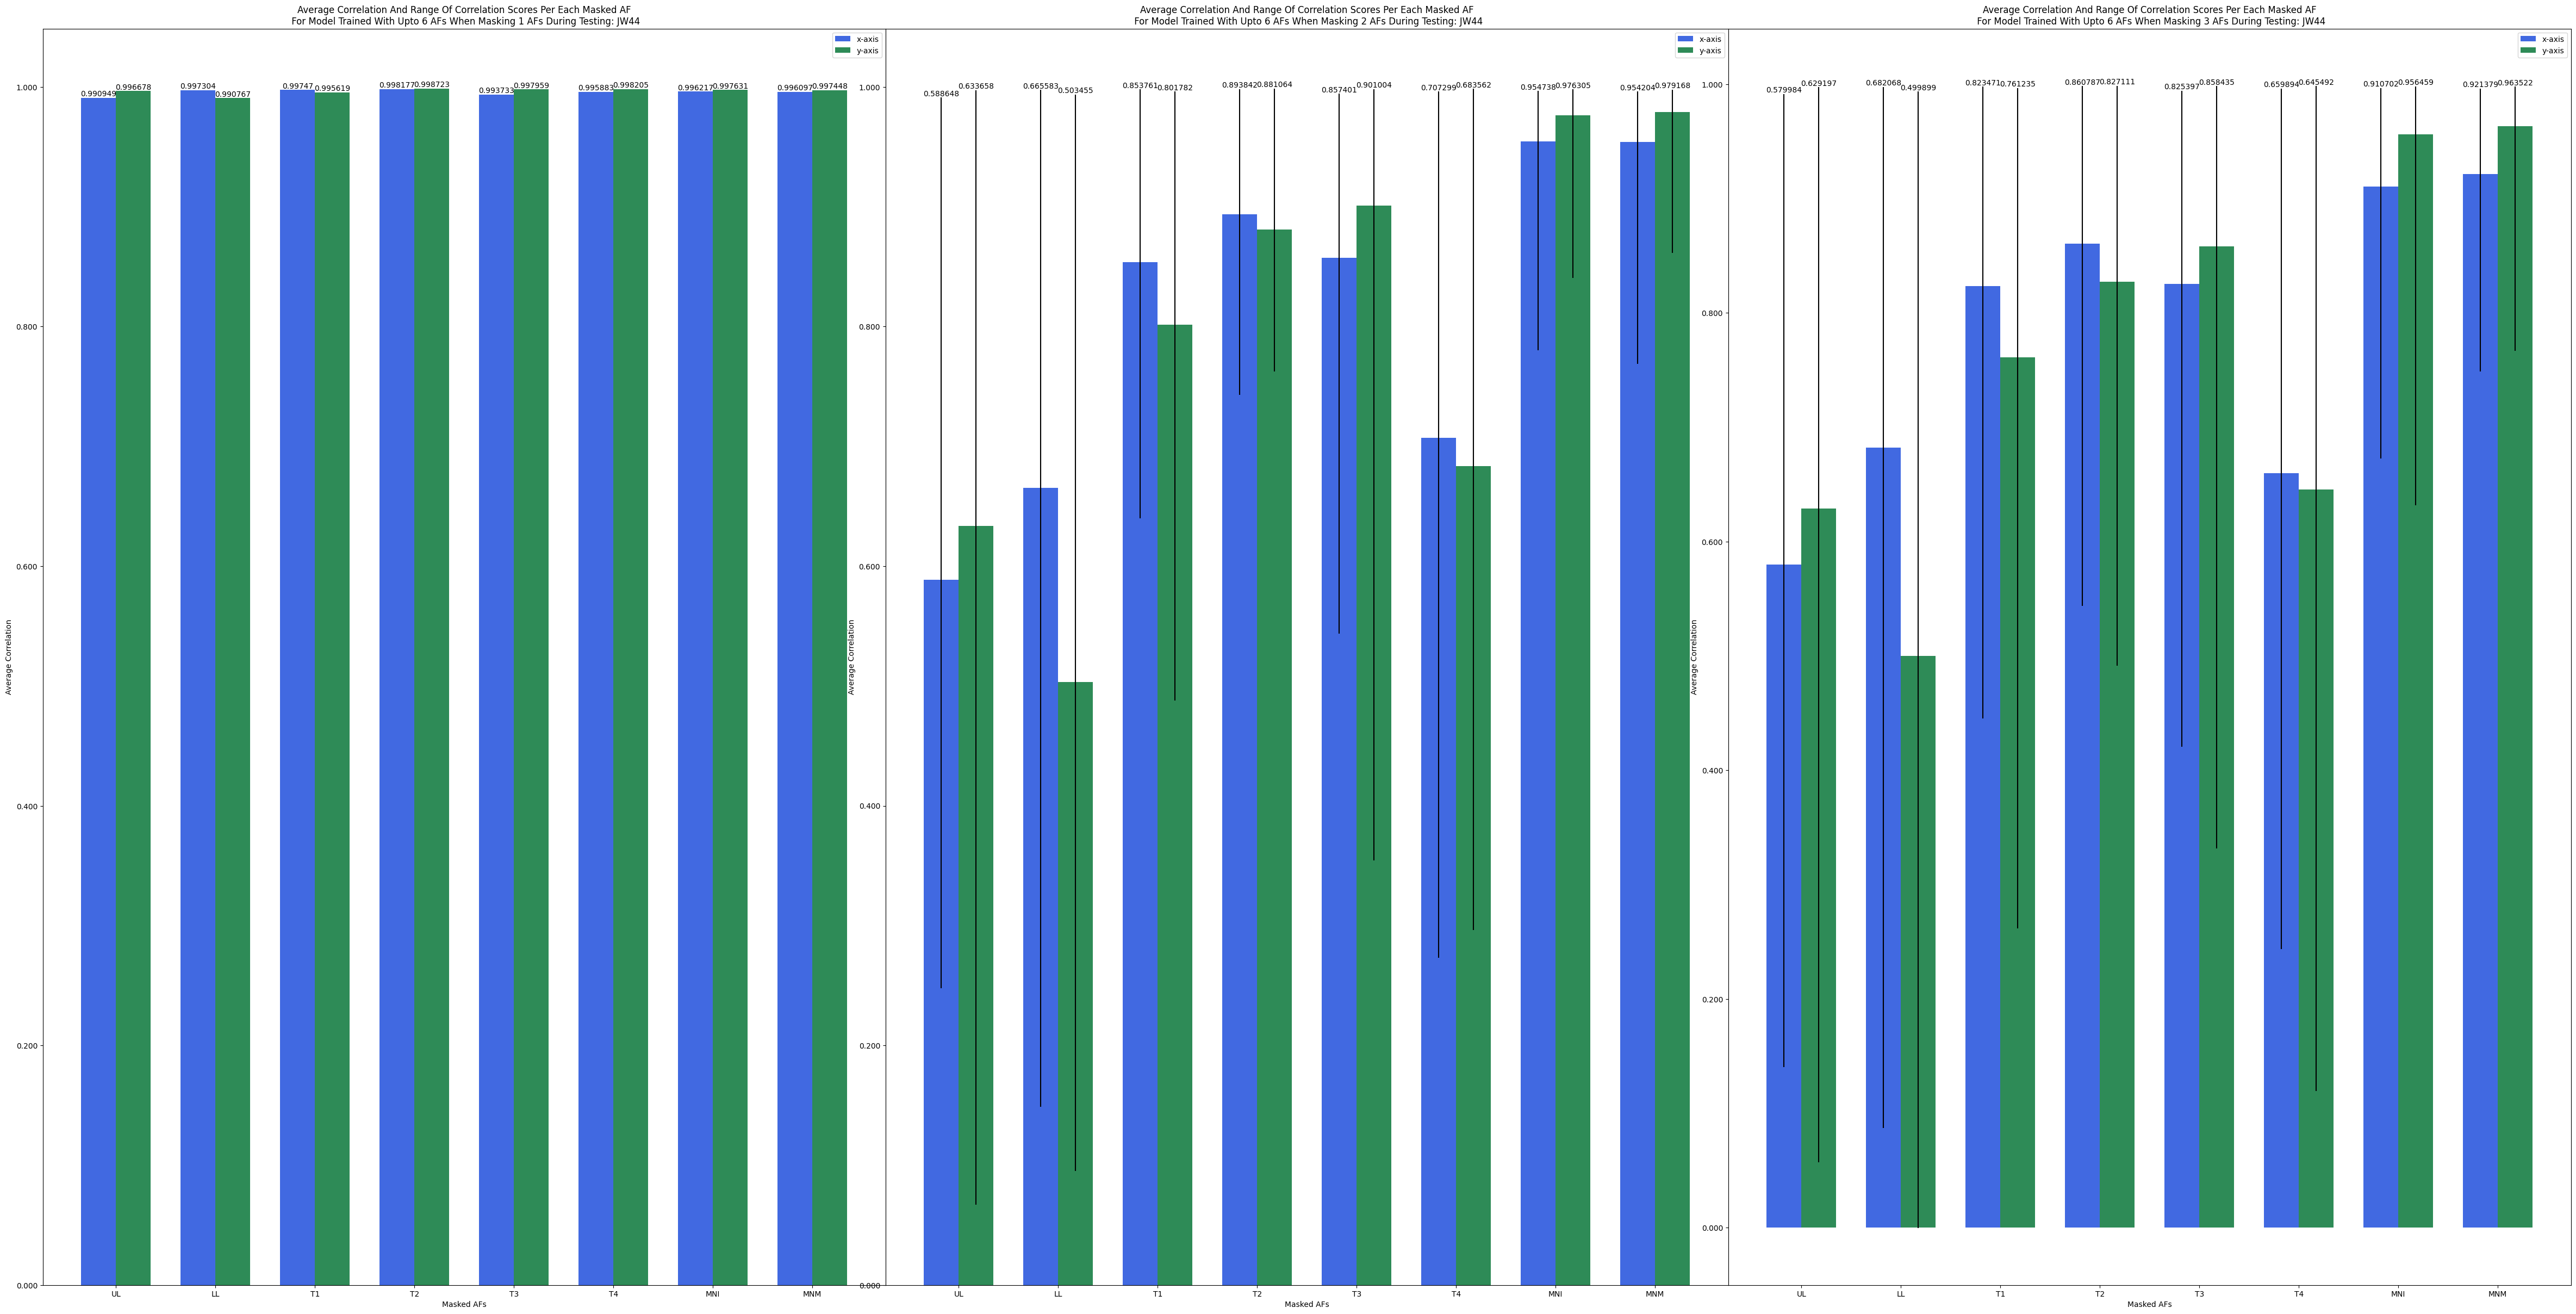 Average Correlation And Range Of Correlation Scores Per Each Masked AF
For Model Trained With Upto 6 AFs When Masking 1 AFs During Testing: JW44
x-axis
y-axis
1.000
0.800
0.600
0.400
0.200
0.000
Average Correlation
0.990949
0.996678
0.997304
0.990767
0.99747
0.995619
0.998177
0.998723
0.993733
0.997959
0.995883
0.998205
0.996217
0.997631
0.996097
0.997448
UL
LL
T1
T2
T3
T4
MNI
MNM
Masked AFs
Average Correlation And Range Of Correlation Scores Per Each Masked AF
For Model Trained With Upto 6 AFs When Masking 2 AFs During Testing: JW44
x-axis
y-axis
1.000
0.800
0.600
0.400
0.200
0.000
Average Correlation
0.588648
0.633658
0.665583
0.503455
0.853761
0.801782
0.893842
0.881064
0.857401
0.901004
0.707299
0.683562
0.954738
0.976305
0.954204
0.979168
UL
LL
T1
T2
T3
T4
MNI
MNM
Masked AFs
Average Correlation And Range Of Correlation Scores Per Each Masked AF
For Model Trained With Upto 6 AFs When Masking 3 AFs During Testing: JW44
x-axis
y-axis
1.000
0.800
0.600
0.400
0.200
0.000
Average Correlation
0.579984
0.629197
0.682068
0.499899
0.823471
0.761235
0.860787
0.827111
0.825397
0.858435
0.659894
0.645492
0.910702
0.956459
0.921379
0.963522
UL
LL
T1
T2
T3
T4
MNI
MNM
Masked AFs